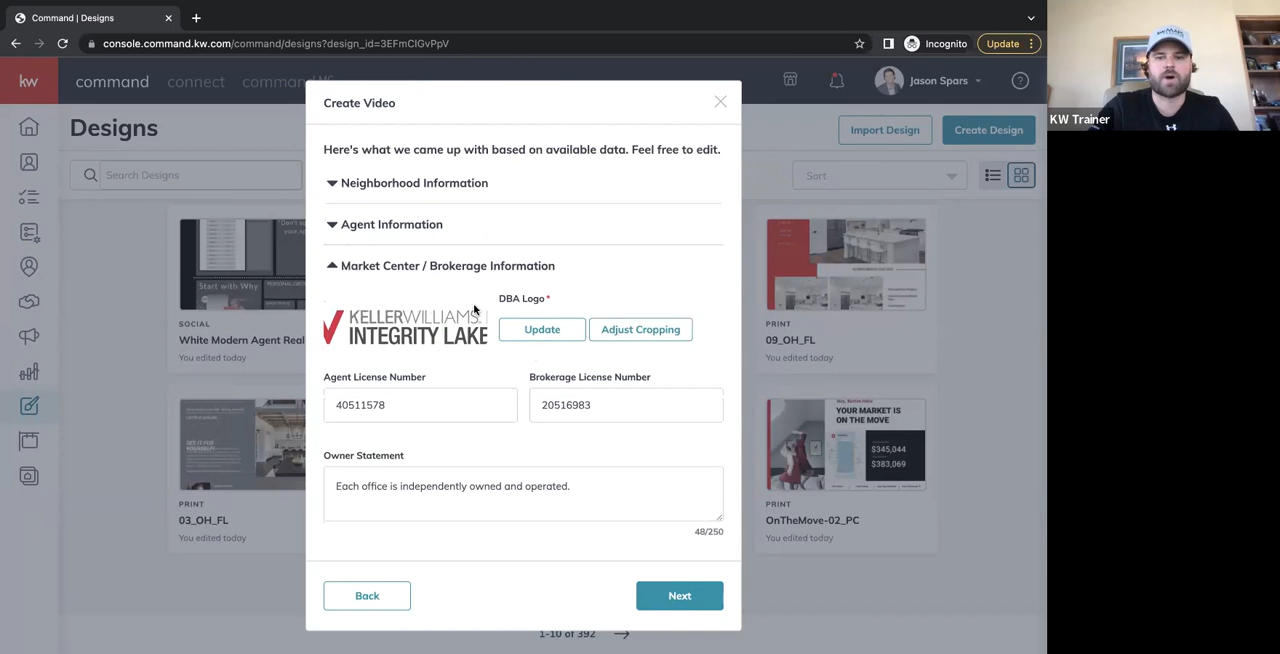 Command | Designs
console.command.kw.com/command/designs?design_id=3EFmCIGvPpV
Incognito
Update
kw
command
connect
comman
Jason Spars
KW Trainer
Designs
Import Design
Create Design
Search Designs
Sort
Create Video
Here's what we came up with based on available data. Feel free to edit.
Neighborhood Information
Agent Information
Market Center / Brokerage Information
KELLERWILLIAMS
INTEGRITY LAKE
DBA Logo*
Update
Adjust Cropping
Agent License Number
Brokerage License Number
40511578
20516983
Owner Statement
Each office is independently owned and operated.
48/250
Back
Next
Start with Why
SOCIAL
White Modern Agent Real
You edited today
PRINT
09_OH_FL
You edited today
PRINT
03_OH_FL
You edited today
YOUR MARKET IS
ON THE MOVE
$345,044
$383,069
PRINT
OnTheMove-02_PC
You edited today
1-10 of 392